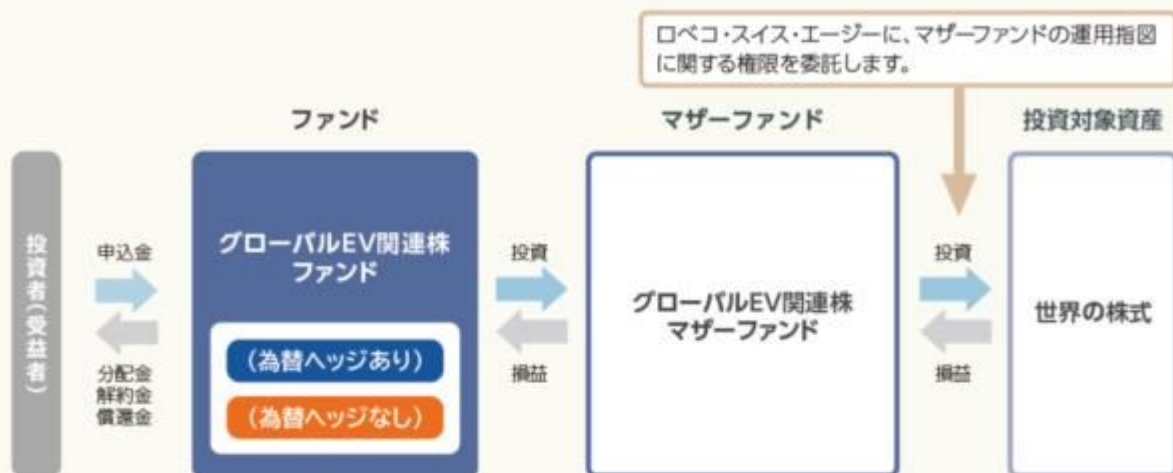 ロベコ・スイス・エージーに、マザーファンドの運用指図
に関する権限を委託します。
ファンド
マザーファンド
投資対象資産
投資者(受益者)
申込金
分配金
解約金
償還金
グローバルEV関連株
ファンド
(為替ヘッジあり)
(為替ヘッジなし)
投資
損益
グローバルEV関連株
マザーファンド
投資
損益
世界の株式